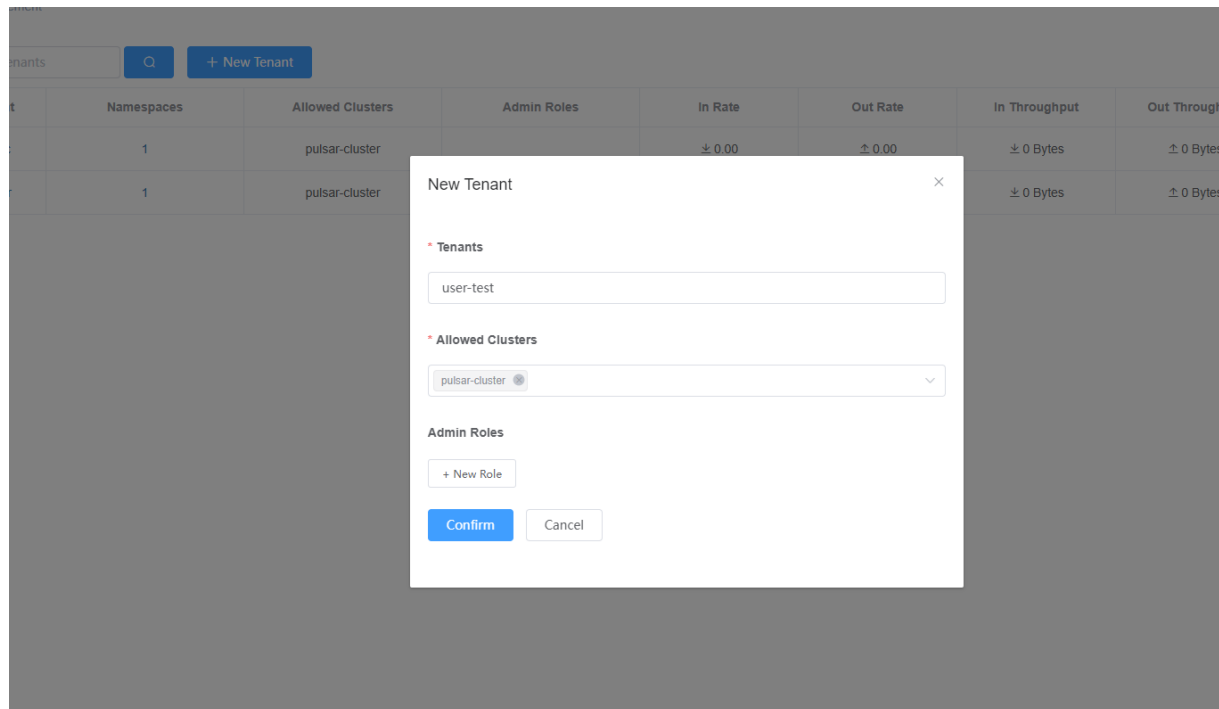 + New Tenant
Namespaces Allowed Clusters Admin Roles In Rate Out Rate In Throughput
1 pulsar-cluster 0.00 0.00 0 Bytes
1 pulsar-cluster 0 Bytes
New Tenant
* Tenants
user-test
* Allowed Clusters
pulsar-cluster
Admin Roles
+ New Role
Confirm Cancel